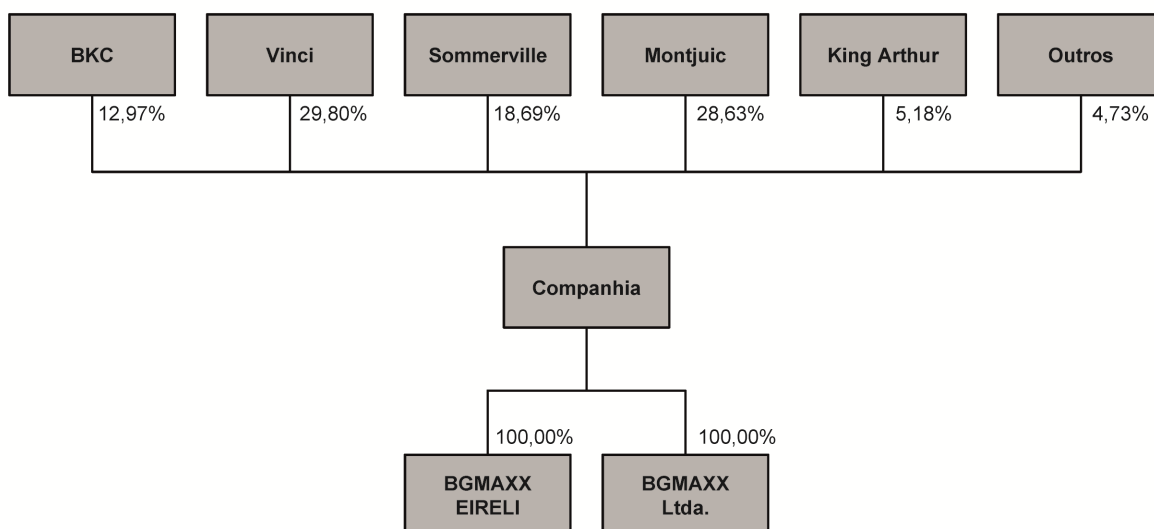 BKC
Vinci
Sommerville
Montjuic
King Arthur
Outros
12,97%
29,80%
18,69%
28,63%
5,18%
4,73%
Companhia
100,00%
100,00%
BGMAXX
EIRELI
BGMAXX
Ltda.